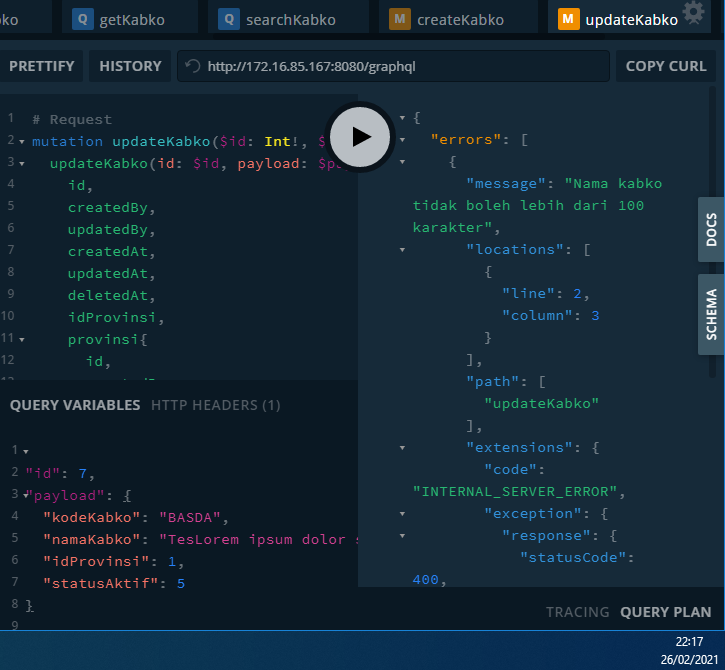 ko
Q getKabko
Q searchKabko
M createKabko
M updateKabko
PRETTIFY
HISTORY
http://172.16.85.167:8080/graphql
COPY CURL
1 # Request
2 mutation updateKabko($id: Int!, $
3 updateKabko(id: $id, payload: $p
4 id,
5 createdBy,
6 updatedBy,
7 createdAt,
8 updatedAt,
9 deletedAt,
10 idProvinsi,
11 provinsi{
12 id,
QUERY VARIABLES HTTP HEADERS (1)
1
2 "id": 7,
3 "payload": {
4 "kodeKabko": "BASDA",
5 "namaKabko": "TesLorem ipsum dolor s
6 "idProvinsi": 1,
7 "statusAktif": 5
8 }
9
{
"errors": [
{
"message": "Nama kabko
tidak boleh lebih dari 100
karakter",
"locations": [
{
"line": 2,
"column": 3
}
],
"path": [
"updateKabko"
],
"extensions": {
"code":
"INTERNAL_SERVER_ERROR",
"exception": {
"response": {
"statusCode":
400,
DOCS
SCHEMA
TRACING QUERY PLAN
22:17
26/02/2021